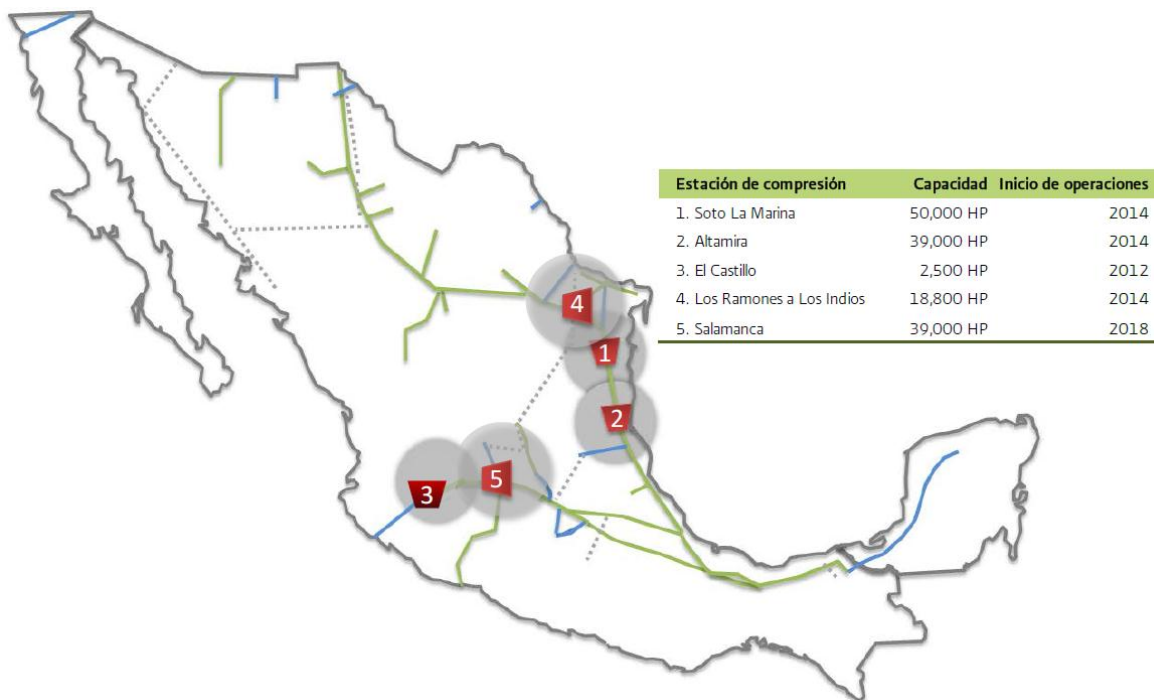 Estación de compresión Capacidad Inicio de operaciones
1. Soto La Marina 50,000 HP 2014
2. Altamira 39,000 HP 2014
3. El Castillo 2,500 HP 2012
4. Los Ramones a Los Indios 18,800 HP 2014
5. Salamanca 39,000 HP 2018
4
1
2
5
3